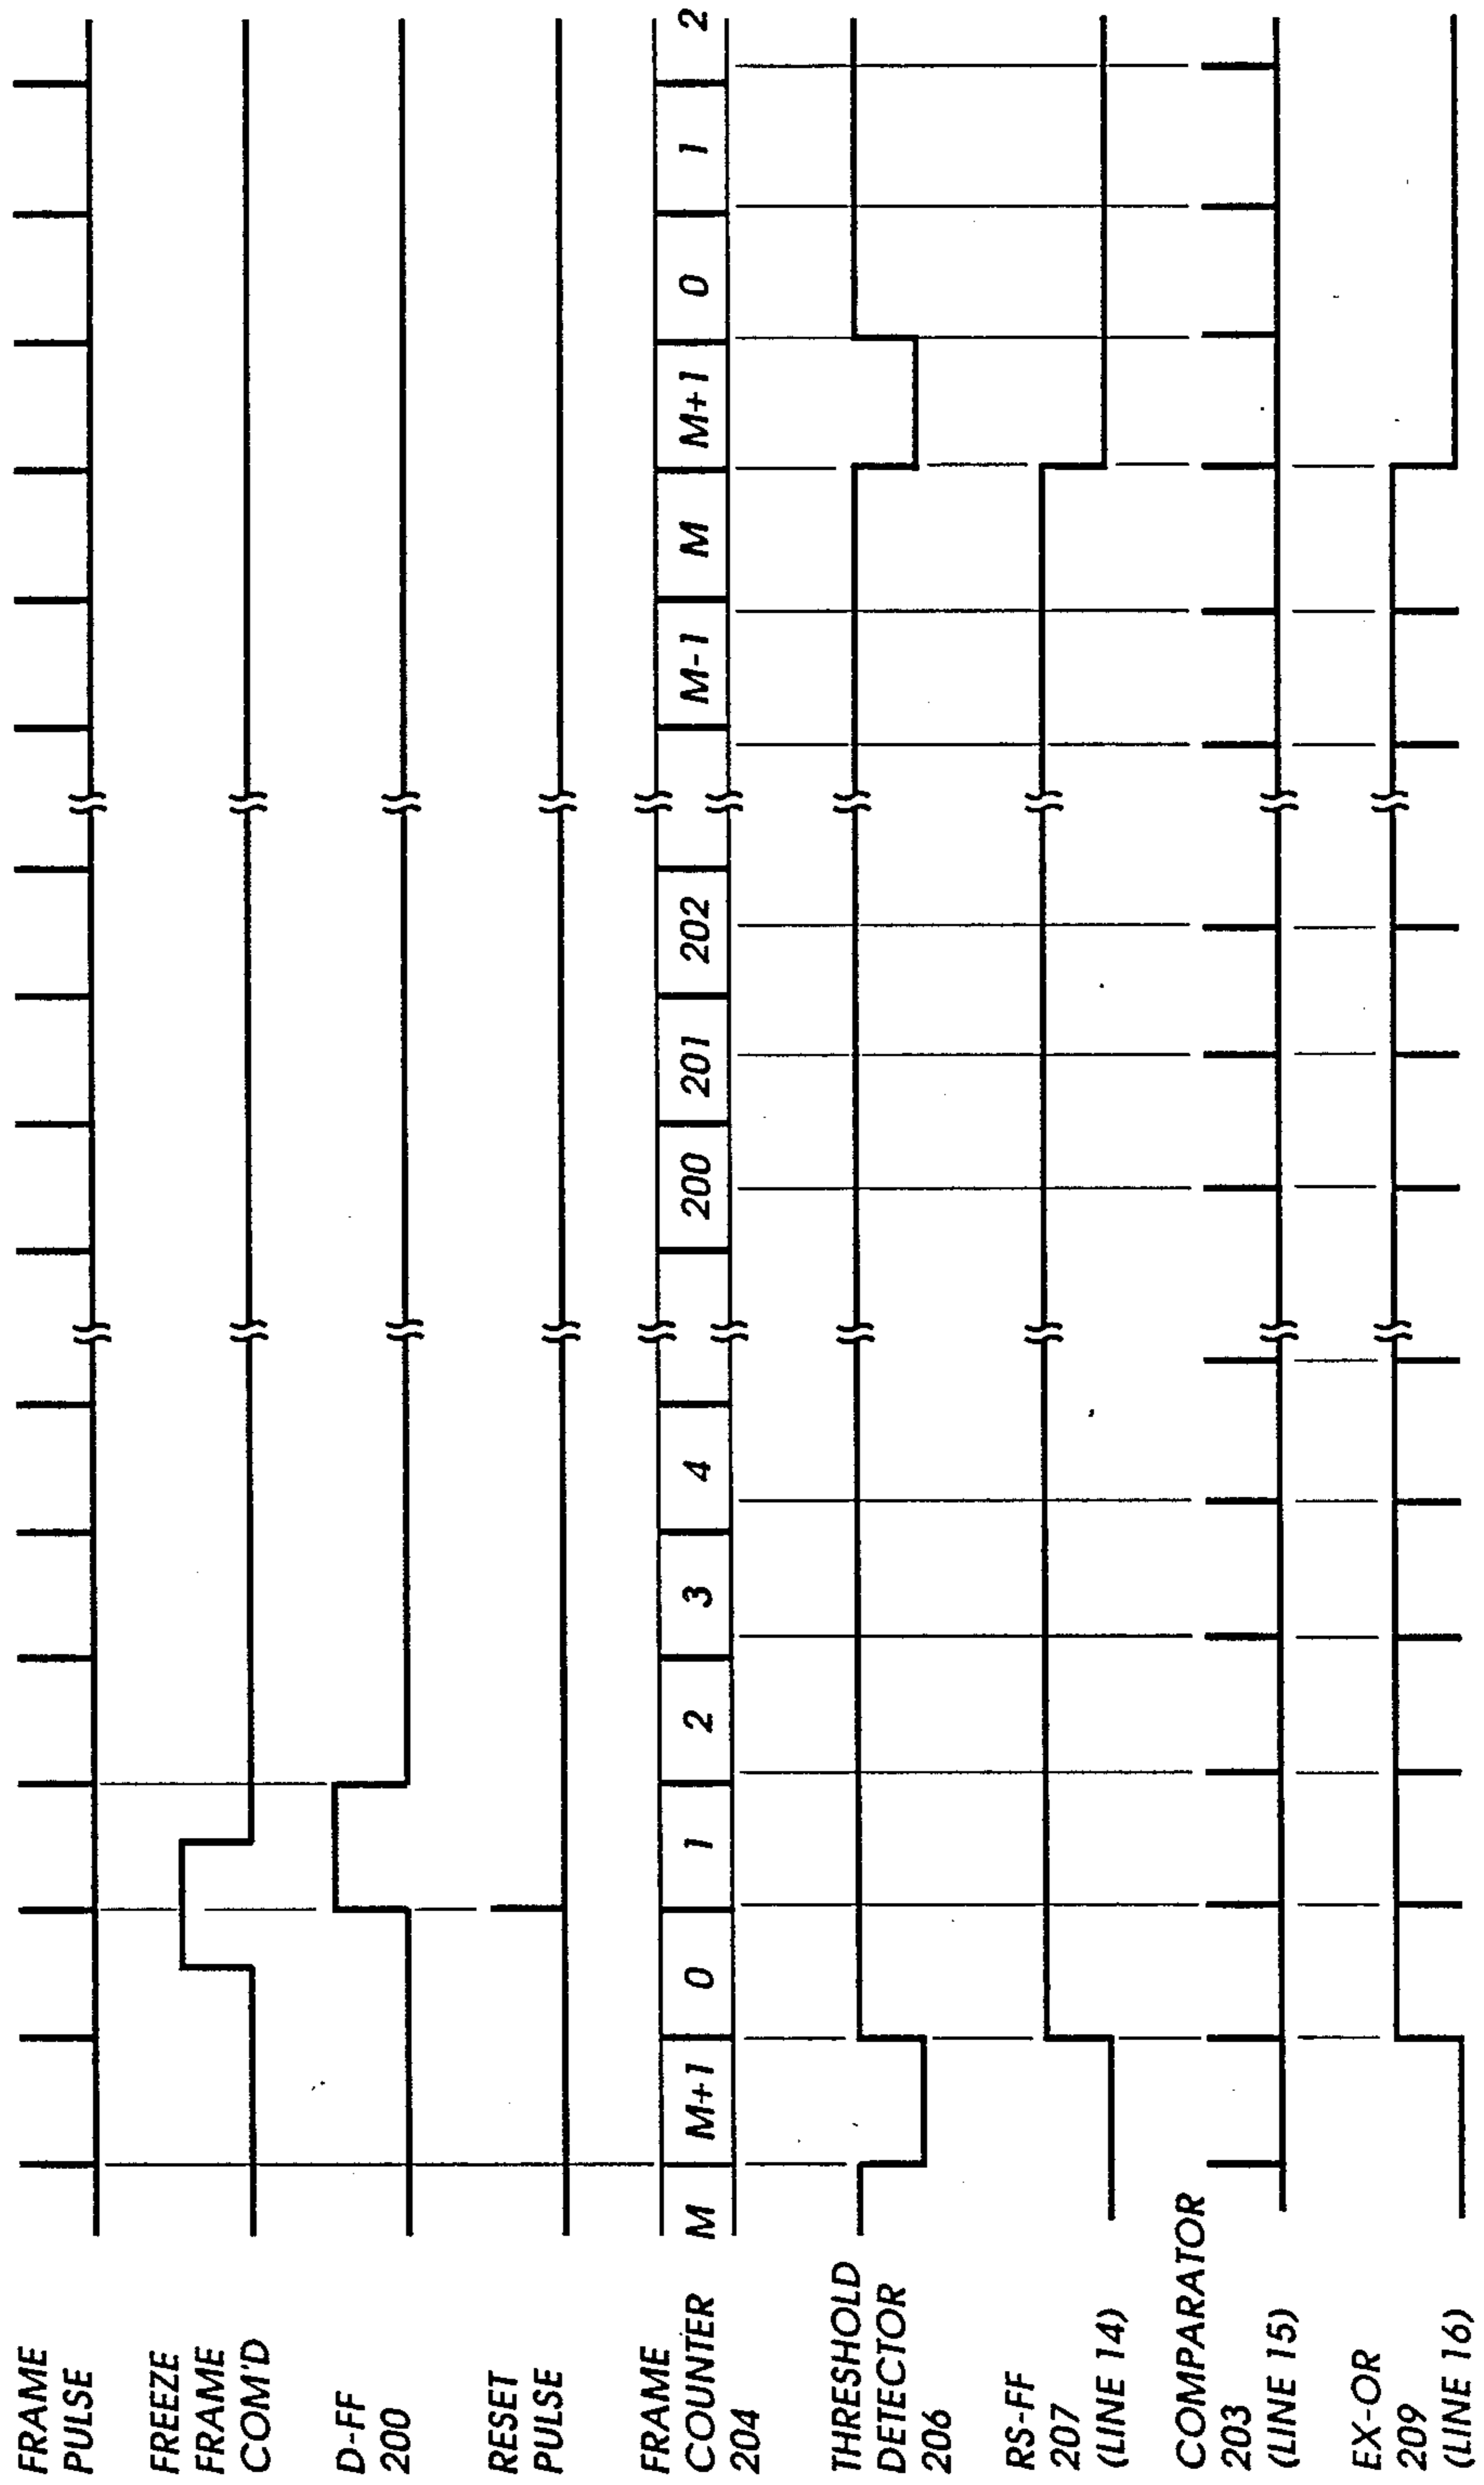 FRAME
PULSE
FREEZE
FRAME
COM'D
D-FF
200
RESET
PULSE
FRAME
COUNTER
204
M M+1 0 1 2 3 4 200 201 202 M-1 M M+1 0 1 2
THRESHOLD
DETECTOR
206
RS-FF
207
(LINE 14)
COMPARATOR
203
(LINE 15)
EX-OR
209
(LINE 16)